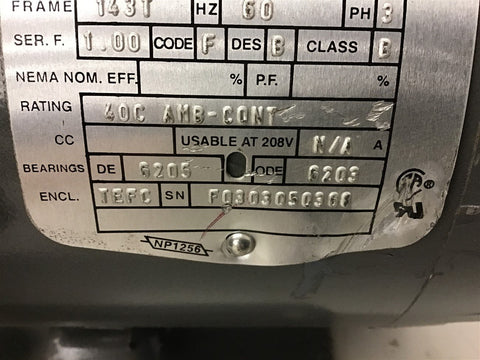 FRAME 143T HZ 60 PH 3
SER. F. 1.00 CODE F DES B CLASS B
NEMA NOM. EFF. % P.F. %
RATING 40C AMB-CONT
CC USABLE AT 208V N/A A
BEARINGS DE 6205 ODE 6203
ENCL. TEFC SN F0303050368
NP1256